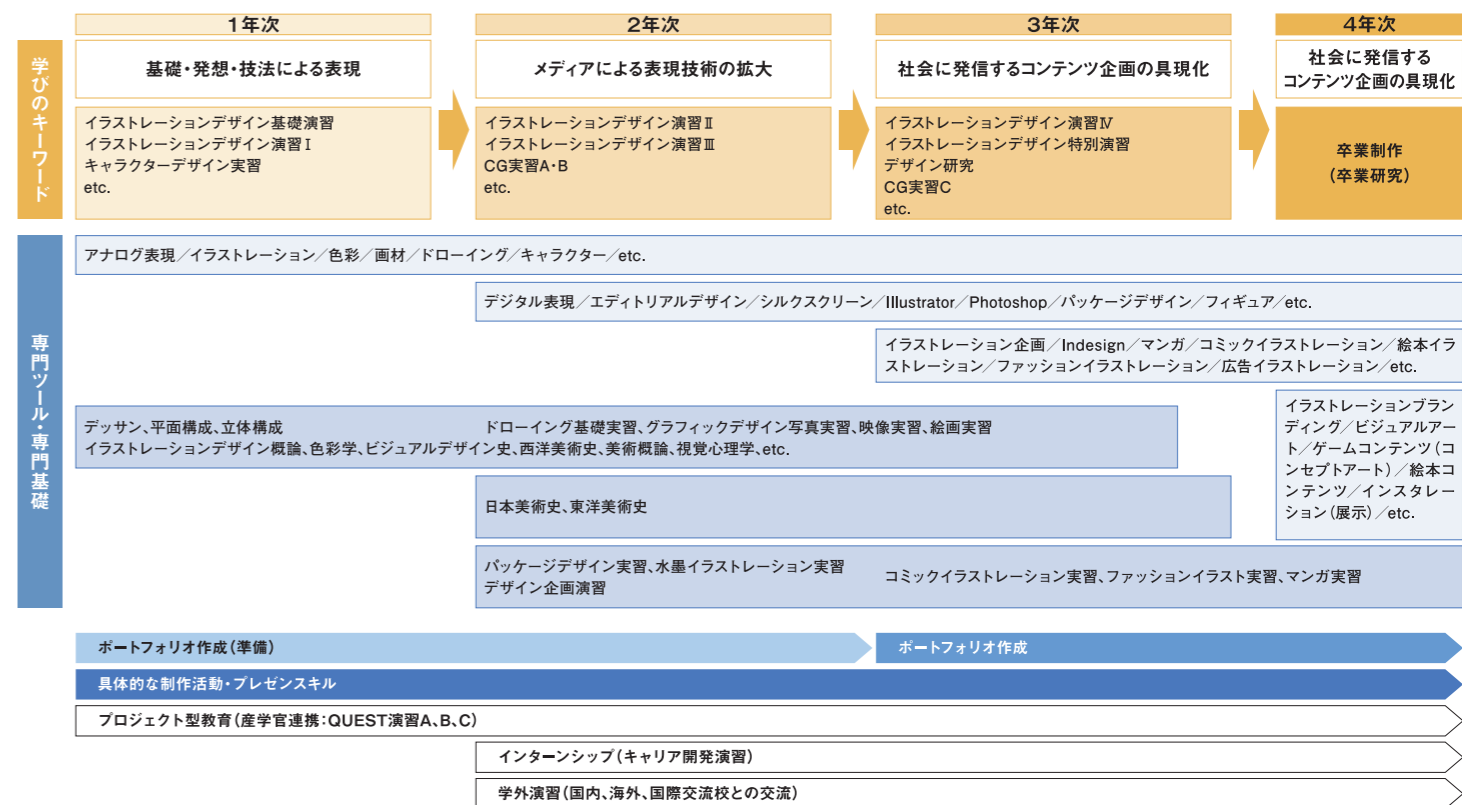 1年次
2年次
3年次
4年次
学びのキーワード
基礎・発想・技法による表現
メディアによる表現技術の拡大
社会に発信するコンテンツ企画の具現化
社会に発信する
コンテンツ企画の具現化
イラストレーションデザイン基礎演習
イラストレーションデザイン演習Ⅰ
キャラクターデザイン実習
etc.
イラストレーションデザイン演習Ⅱ
イラストレーションデザイン演習Ⅲ
CG実習A・B
etc.
イラストレーションデザイン演習Ⅳ
イラストレーションデザイン特別演習
デザイン研究
CG実習C
etc.
卒業制作
(卒業研究)
専門ツール・専門基礎
アナログ表現／イラストレーション／色彩／画材／ドローイング／キャラクター／etc.
デジタル表現／エディトリアルデザイン／シルクスクリーン／Illustrator／Photoshop／パッケージデザイン／フィギュア／etc.
イラストレーション企画／Indesign／マンガ／コミックイラストレーション／絵本イラ
ストレーション／ファッションイラストレーション／広告イラストレーション／etc.
イラストレーションブラン
ディング／ビジュアルアー
ト／ゲームコンテンツ（コ
ンセプトアート）／絵本コ
ンテンツ／インスタレー
ション（展示）／etc.
デッサン、平面構成、立体構成
ドローイング基礎実習、グラフィックデザイン写真実習、映像実習、絵画実習
イラストレーションデザイン概論、色彩学、ビジュアルデザイン史、西洋美術史、美術概論、視覚心理学、etc.
日本美術史、東洋美術史
パッケージデザイン実習、水墨イラストレーション実習
デザイン企画演習
コミックイラストレーション実習、ファッションイラスト実習、マンガ実習
ポートフォリオ作成（準備）
ポートフォリオ作成
具体的な制作活動・プレゼンスキル
プロジェクト型教育（産学官連携：QUEST演習A、B、C）
インターンシップ（キャリア開発演習）
学外演習（国内、海外、国際交流校との交流）